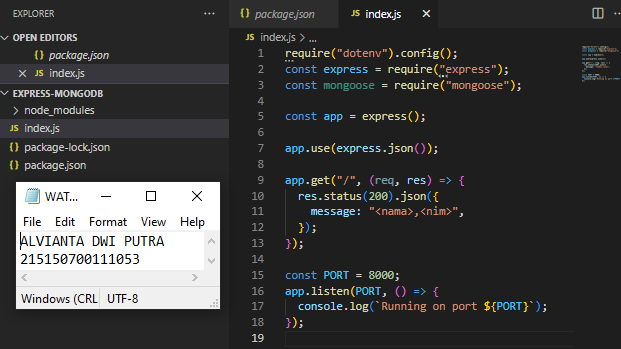 EXPLORER
OPEN EDITORS
{} package.json
JS index.js
EXPRESS-MONGODB
node_modules
JS index.js
{} package-lock.json
{} package.json
WAT...
File Edit Format View Help
ALVIANTA DWI PUTRA
215150700111053
Windows (CRL
UTF-8
{} package.json
JS index.js
JS index.js > ...
1 require("dotenv").config();
2 const express = require("express");
3 const mongoose = require("mongoose");
4
5 const app = express();
6
7 app.use(express.json());
8
9 app.get("/", (req, res) => {
10 res.status(200).json({
11 message: "<nama>,<nim>",
12 });
13 });
14
15 const PORT = 8000;
16 app.listen(PORT, () => {
17 console.log(`Running on port ${PORT}`);
18 });
19